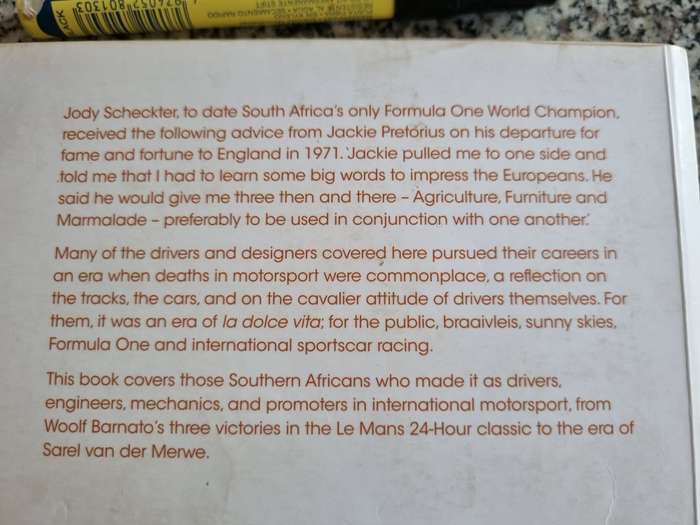 Jody Scheckter, to date South Africa's only Formula One World Champion,
received the following advice from Jackie Pretorius on his departure for
fame and fortune to England in 1971. 'Jackie pulled me to one side and
told me that I had to learn some big words to impress the Europeans. He
said he would give me three then and there – Agriculture, Furniture and
Marmalade – preferably to be used in conjunction with one another.'
Many of the drivers and designers covered here pursued their careers in
an era when deaths in motorsport were commonplace, a reflection on
the tracks, the cars, and on the cavalier attitude of drivers themselves. For
them, it was an era of la dolce vita; for the public, braaivleis, sunny skies,
Formula One and international sportscar racing.
This book covers those Southern Africans who made it as drivers,
engineers, mechanics, and promoters in international motorsport, from
Woolf Barnato's three victories in the Le Mans 24-Hour classic to the era of
Sarel van der Merwe.